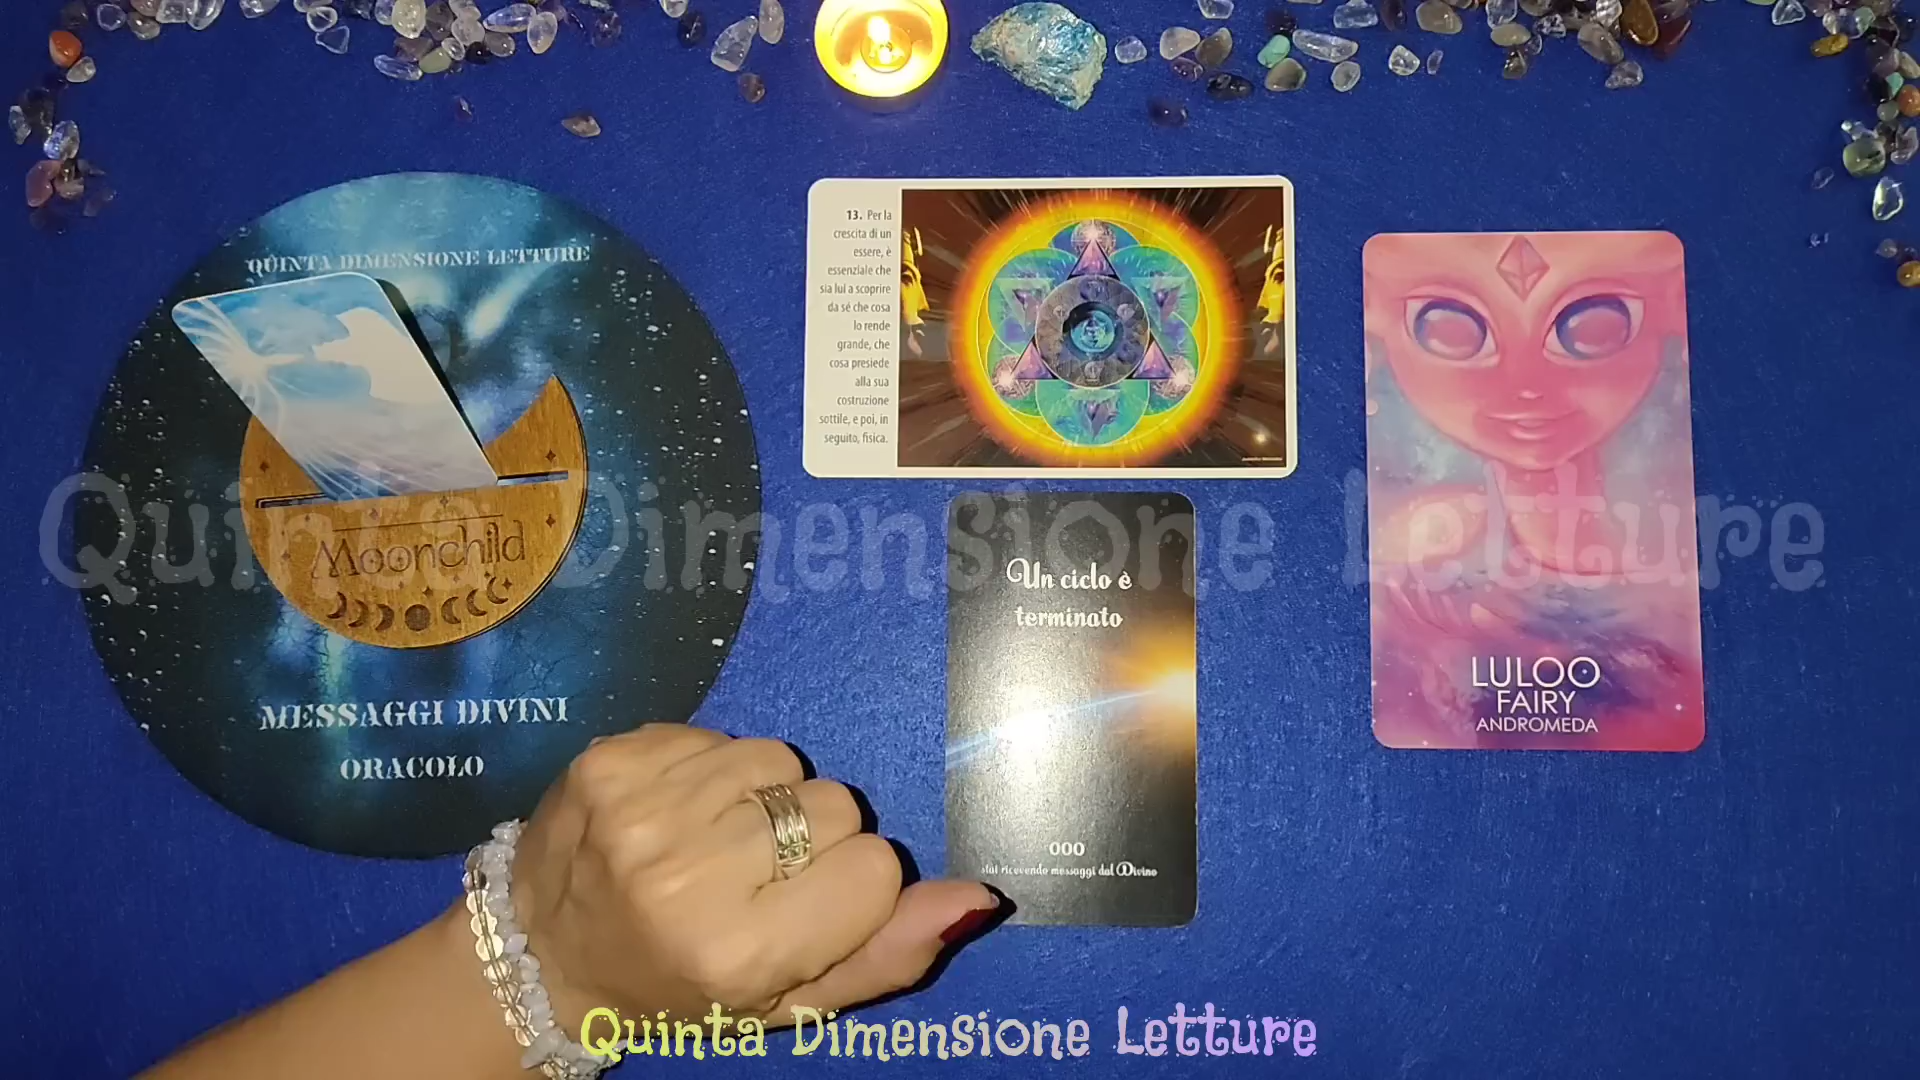 QUINTA DIMENSIONE LETTURE
Moonchild
MESSAGGI DIVINI
ORACOLO
13. Per la
crescita di un
essere, è
essenziale che
sia lui a scoprire
da sé che cosa
lo rende
grande, che
cosa presiede
alla sua
costruzione
sottile, e poi, in
seguito, fisica.
Un ciclo è
terminato
000
stai ricevendo messaggi dal Divino
LULOO
FAIRY
ANDROMEDA
Quinta Dimensione Letture
Quinta Dimensione Letture